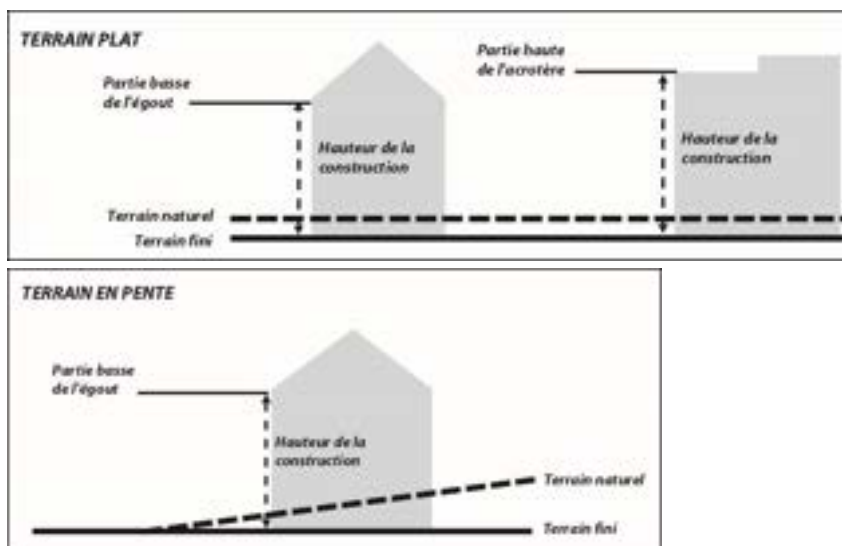 TERRAIN PLAT
Partie basse
de l'égout
Partie haute
de l'acrotère
Hauteur de la
construction
Hauteur de la
construction
Terrain naturel
Terrain fini
TERRAIN EN PENTE
Partie basse
de l'égout
Hauteur de la
construction
Terrain naturel
Terrain fini